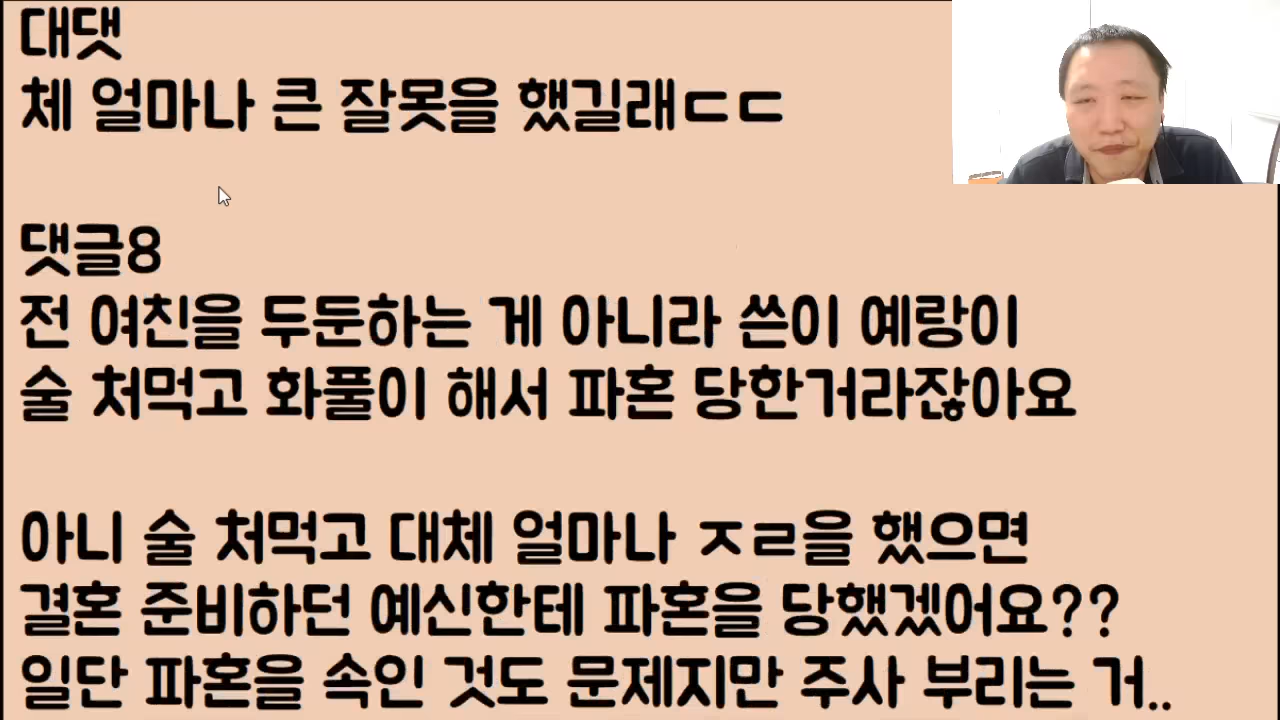 대댓
체 얼마나 큰 잘못을 했길래ㄷㄷ
댓글8
전 여친을 두둔하는 게 아니라 쓴이 예랑이
술 처먹고 화풀이 해서 파혼 당한거라잖아요
아니 술 처먹고 대체 얼마나 ㅈㄹ을 했으면
결혼 준비하던 예신한테 파혼을 당했겠어요??
일단 파혼을 속인 것도 문제지만 주사 부리는 거..